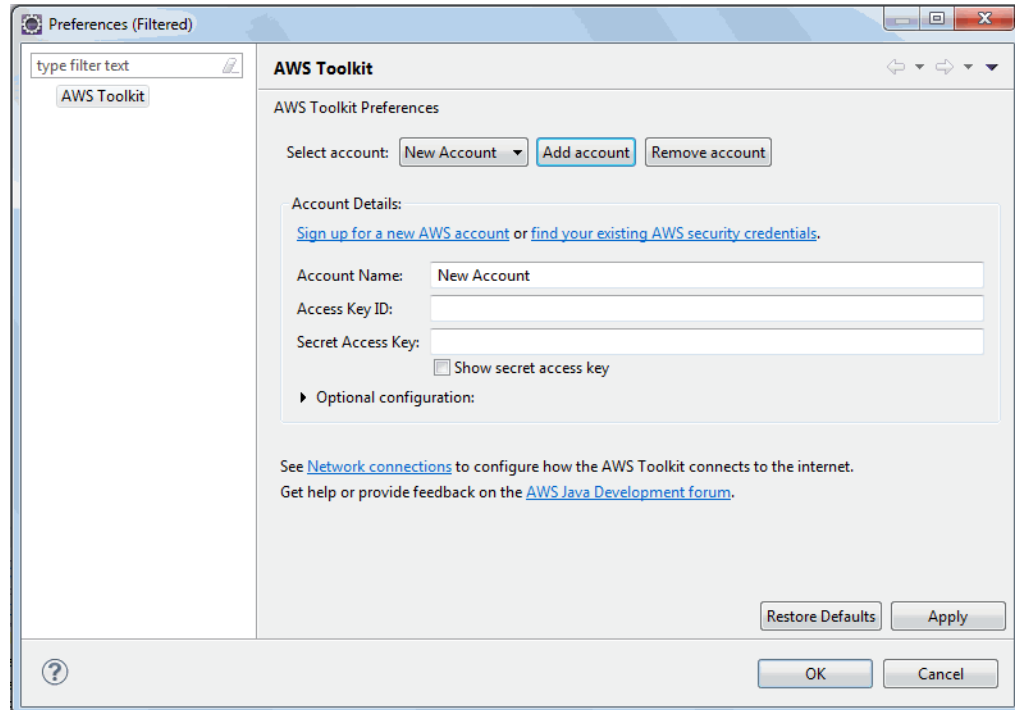 Preferences (Filtered)
type filter text
AWS Toolkit
AWS Toolkit
AWS Toolkit Preferences
Select account: New Account Add account Remove account
Account Details:
Sign up for a new AWS account or find your existing AWS security credentials.
Account Name: New Account
Access Key ID:
Secret Access Key:
Show secret access key
Optional configuration:
See Network connections to configure how the AWS Toolkit connects to the internet.
Get help or provide feedback on the AWS Java Development forum.
Restore Defaults Apply
OK Cancel